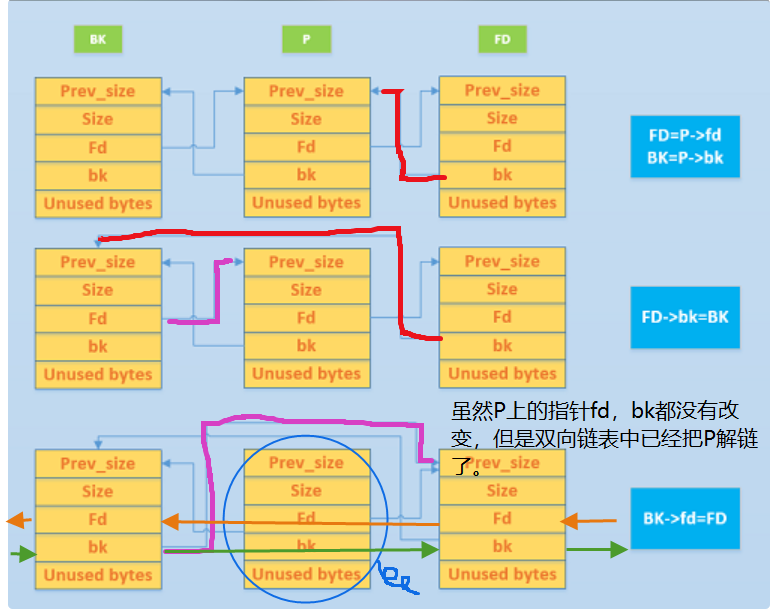 BK
P
FD
Prev_size
Size
Fd
bk
Unused bytes
Prev_size
Size
Fd
bk
Unused bytes
Prev_size
Size
Fd
bk
Unused bytes
FD=P->fd
BK=P->bk
Prev_size
Size
Fd
bk
Unused bytes
Prev_size
Size
Fd
bk
Unused bytes
Prev_size
Size
Fd
bk
Unused bytes
FD->bk=BK
虽然P上的指针fd，bk都没有改
变，但是双向链表中已经把P解链
了。
Prev_size
Size
Fd
bk
Unused bytes
Prev_size
Size
Fd
bk
Unused bytes
Prev_size
Size
Fd
bk
Unused bytes
BK->fd=FD